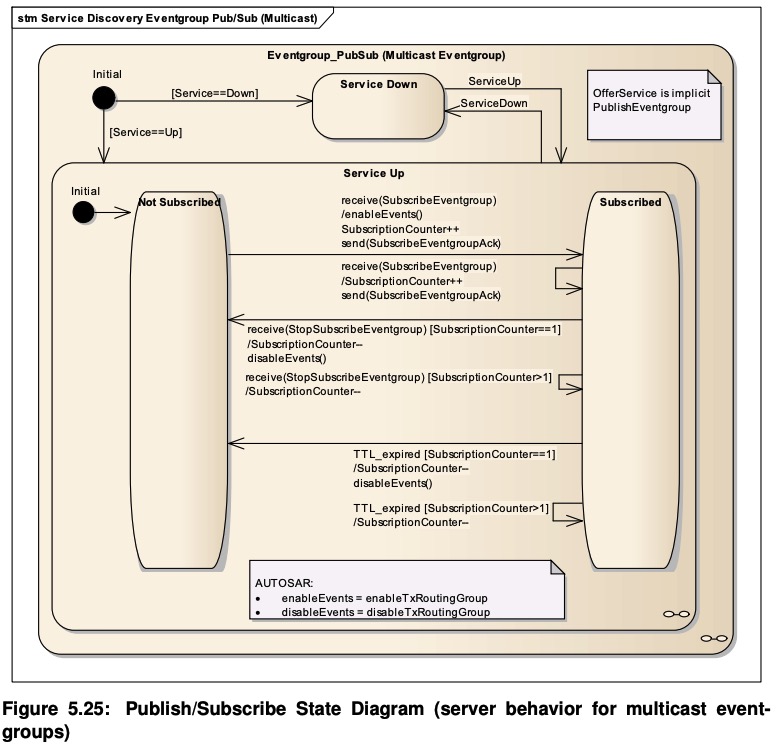 stm Service Discovery Eventgroup Pub/Sub (Multicast)
Eventgroup_PubSub (Multicast Eventgroup)
Initial
[Service==Down]
Service Down
ServiceUp
ServiceDown
OfferService is implicit
PublishEventgroup
[Service==Up]
Service Up
Initial
Not Subscribed
Subscribed
receive(SubscribeEventgroup)
/enableEvents()
SubscriptionCounter++
send(SubscribeEventgroupAck)
receive(SubscribeEventgroup)
/SubscriptionCounter++
send(SubscribeEventgroupAck)
receive(StopSubscribeEventgroup) [SubscriptionCounter==1]
/SubscriptionCounter--
disableEvents()
receive(StopSubscribeEventgroup) [SubscriptionCounter>1]
/SubscriptionCounter--
TTL_expired [SubscriptionCounter==1]
/SubscriptionCounter--
disableEvents()
TTL_expired [SubscriptionCounter>1]
/SubscriptionCounter--
AUTOSAR:
• enableEvents = enableTxRoutingGroup
• disableEvents = disableTxRoutingGroup
Figure 5.25: Publish/Subscribe State Diagram (server behavior for multicast event-
groups)